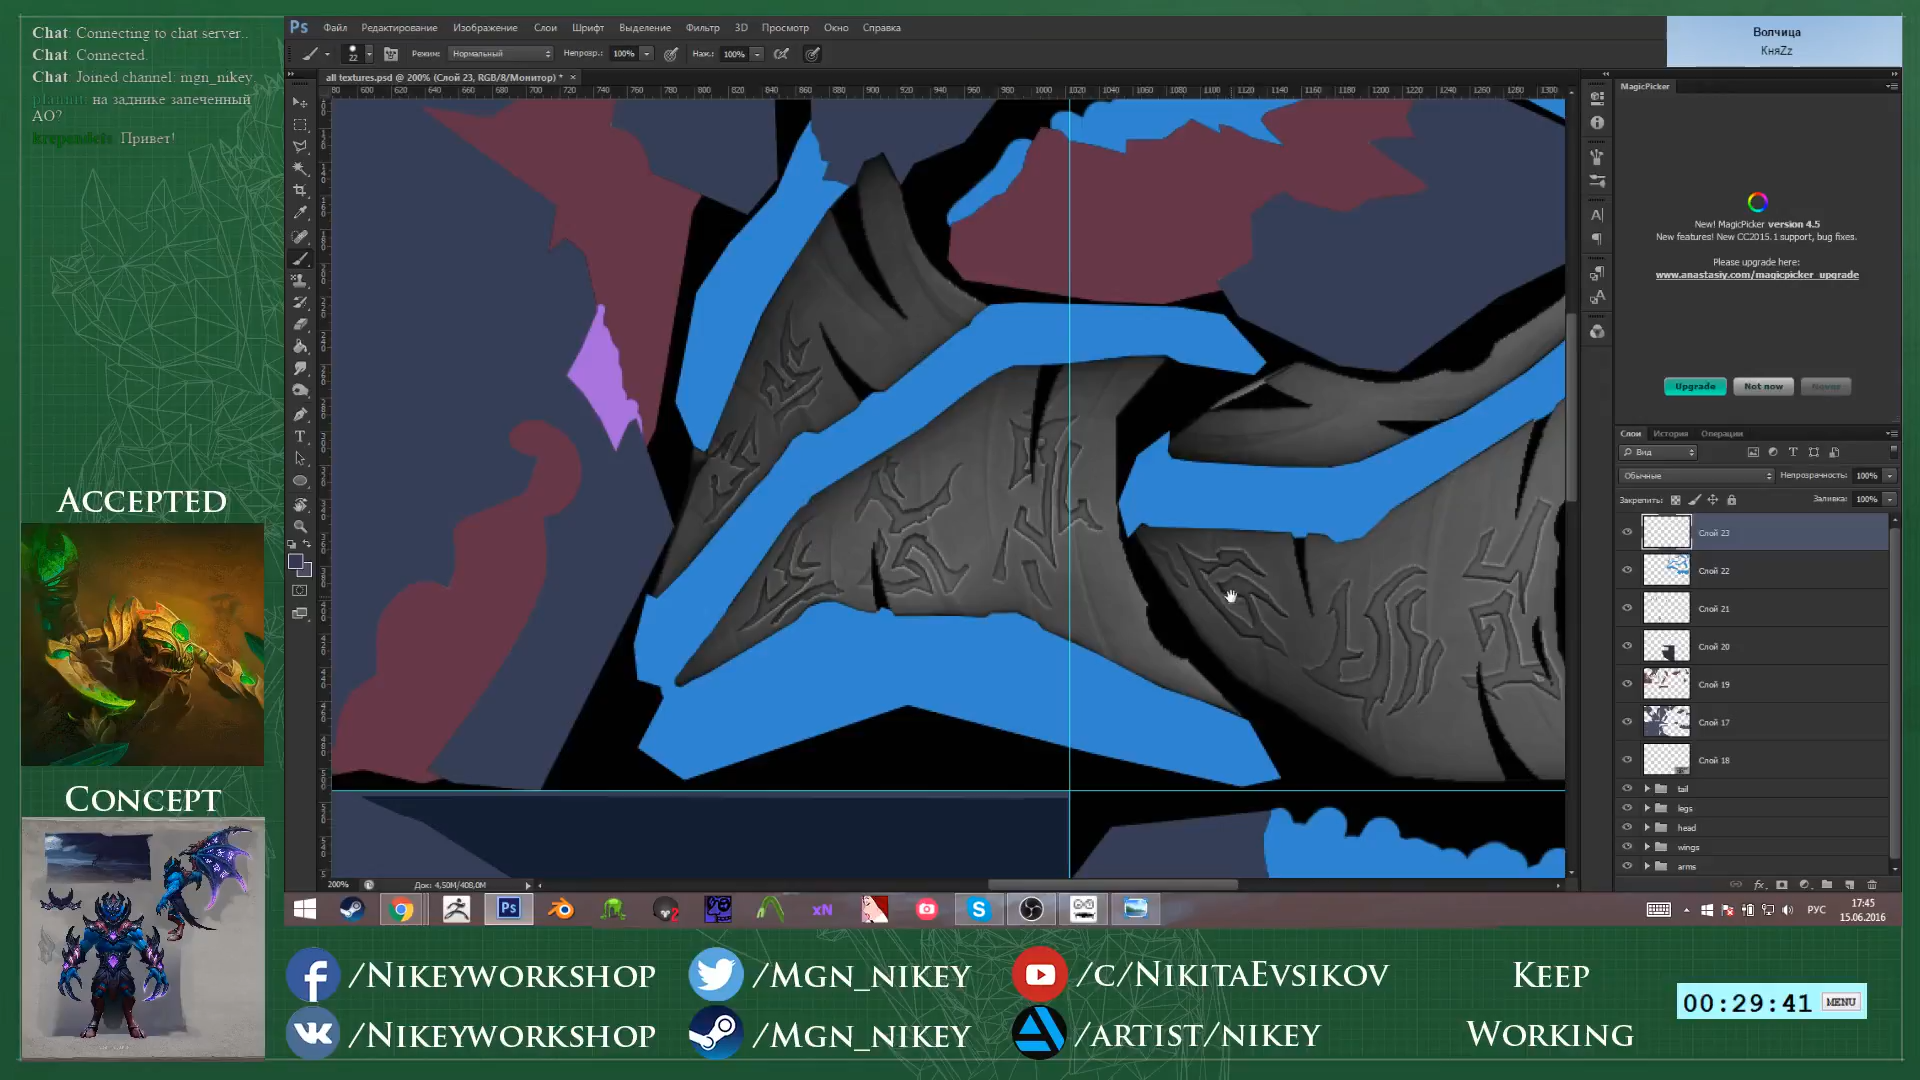 Chat: Connecting to chat server..
Chat: Connected.
Chat: Joined channel: mgn_nikey.
на заднике запеченный
АО?
Привет!
ACCEPTED
CONCEPT
Ps Файл Редактирование Изображение Слои Шрифт Выделение Фильтр 3D Просмотр Окно Справка
22 Режим: Нормальный Непрозр.: 100% Наж.: 100%
all textures.psd @ 200% (Слой 23, RGB/8/Монитор) *
Волчица
КняZz
MagicPicker
New! MagicPicker version 4.5
New features! New CC2015.1 support, bug fixes.
Please upgrade here:
www.anastasiy.com/magicpicker_upgrade
Upgrade Not now Never
Слои История Операции
Вид
Обычные Непрозрачность: 100%
Закрепить: Заливка: 100%
Слой 23
Слой 22
Слой 21
Слой 20
Слой 19
Слой 17
Слой 18
tail
legs
head
wings
arms
200% Док: 4,50M/408,0M
РУС 17:45
15.06.2016
/NIKEYWORKSHOP /MGN_NIKEY /C/NIKITAEVSIKOV KEEP
/NIKEYWORKSHOP /MGN_NIKEY /ARTIST/NIKEY WORKING
00:29:41 MENU